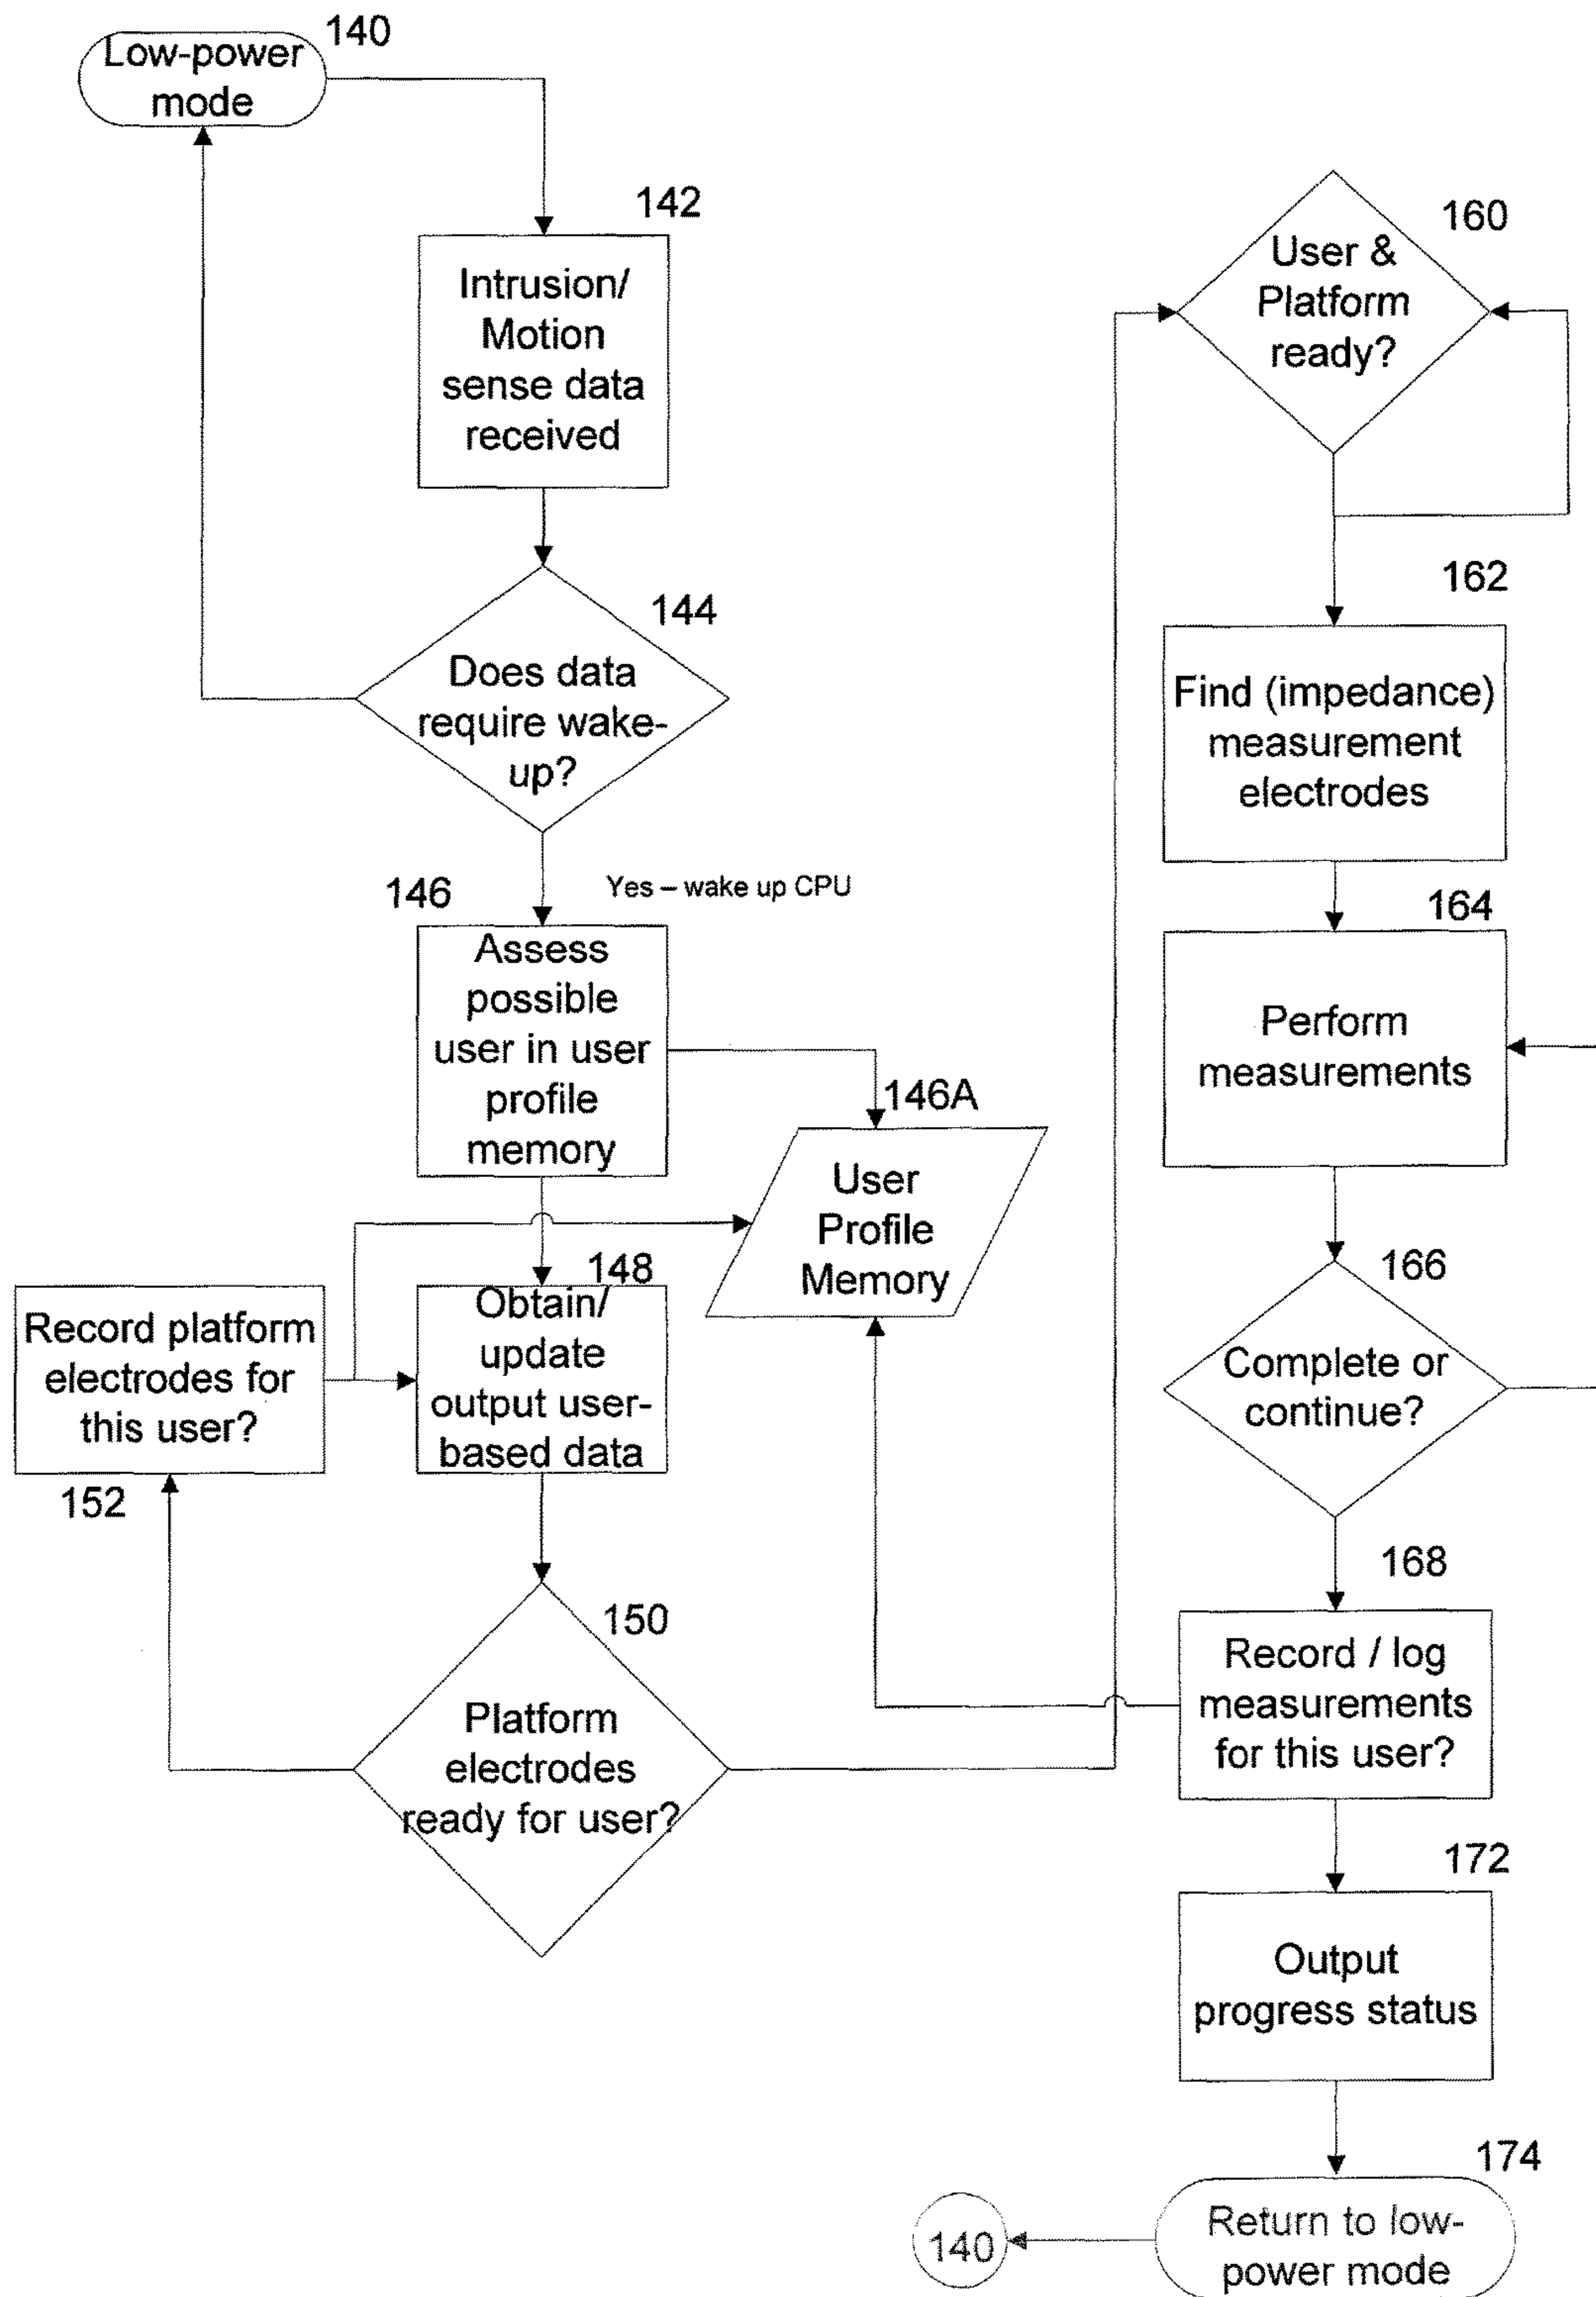 140
Low-power
mode
142
Intrusion/
Motion
sense data
received
144
Does data
require wake-
up?
Yes – wake up CPU
146
Assess
possible
user in user
profile
memory
146A
User
Profile
Memory
148
Obtain/
update
output user-
based data
Record platform
electrodes for
this user?
152
150
Platform
electrodes
ready for user?
160
User &
Platform
ready?
162
Find (impedance)
measurement
electrodes
164
Perform
measurements
166
Complete or
continue?
168
Record / log
measurements
for this user?
172
Output
progress status
174
Return to low-
power mode
140